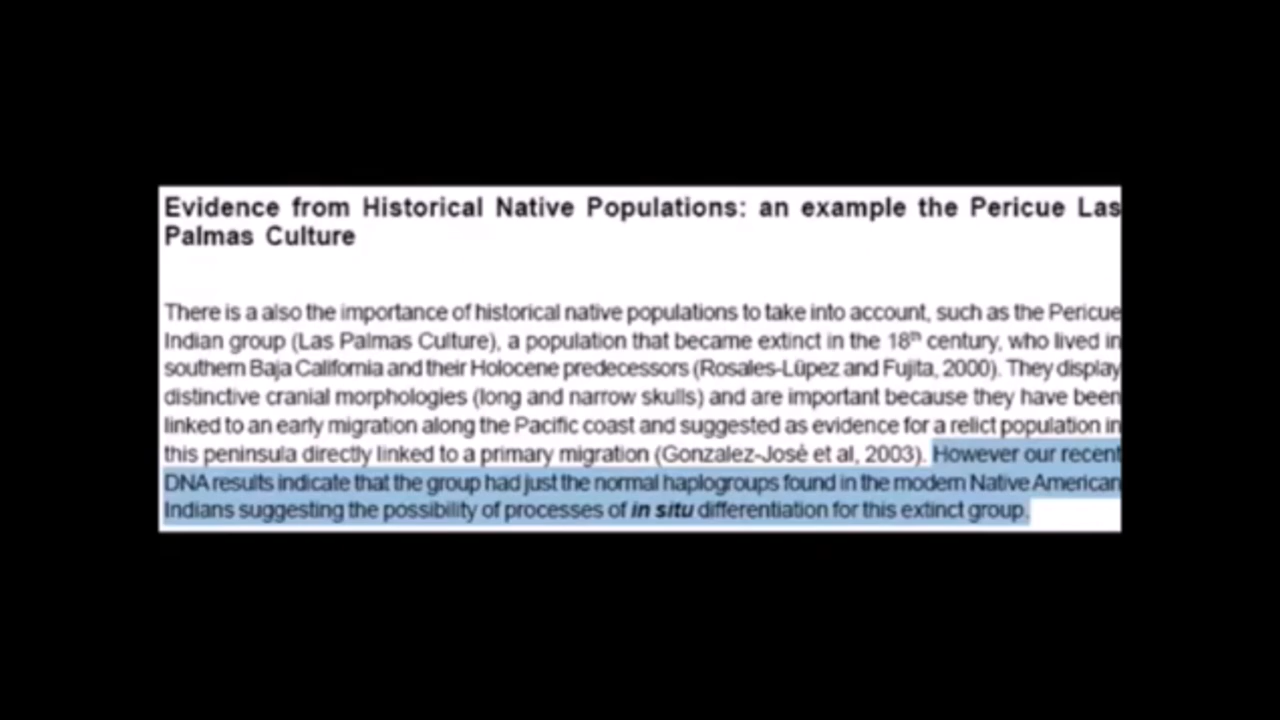 Evidence from Historical Native Populations: an example the Pericue Las
Palmas Culture
There is a also the importance of historical native populations to take into account, such as the Pericue
Indian group (Las Palmas Culture), a population that became extinct in the 18th century, who lived in
southern Baja California and their Holocene predecessors (Rosales-Lûpez and Fujita, 2000). They display
distinctive cranial morphologies (long and narrow skulls) and are important because they have been
linked to an early migration along the Pacific coast and suggested as evidence for a relict population in
this peninsula directly linked to a primary migration (Gonzalez-José et al, 2003). However our recent
DNA results indicate that the group had just the normal haplogroups found in the modern Native American
Indians suggesting the possibility of processes of in situ differentiation for this extinct group.